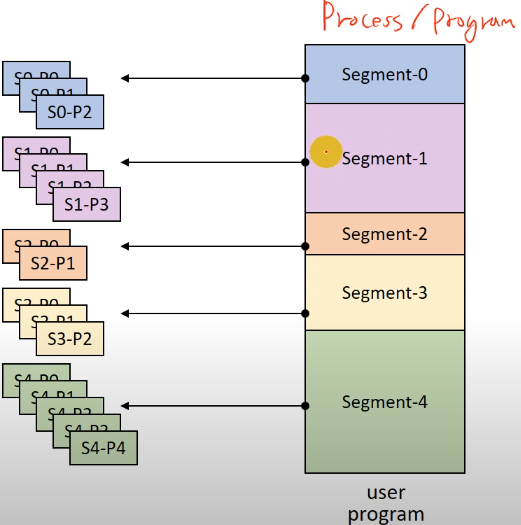 Process / Program
Segment-0
Segment-1
Segment-2
Segment-3
Segment-4
user
program
S0-P0
S0-P1
S0-P2
S1-P0
S1-P1
S1-P2
S1-P3
S2-P0
S2-P1
S3-P0
S3-P1
S3-P2
S4-P0
S4-P1
S4-P2
S4-P3
S4-P4